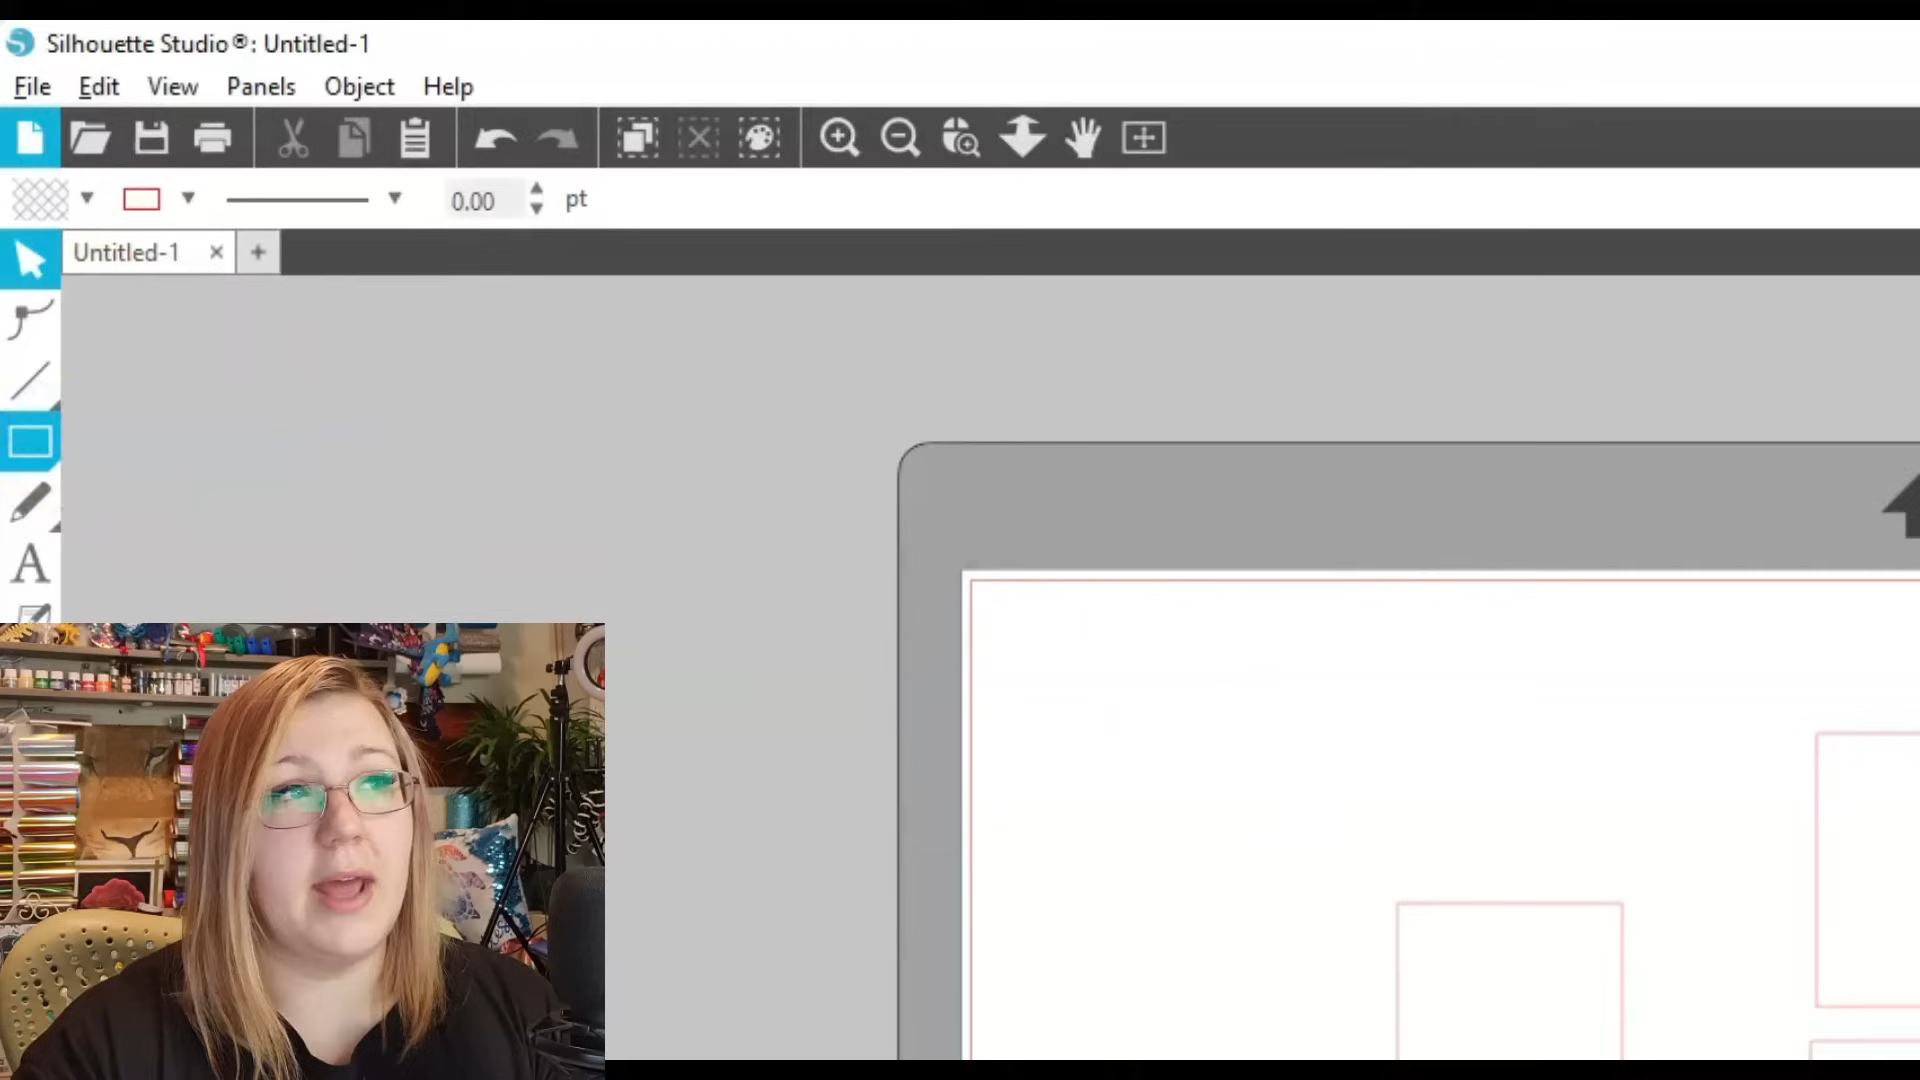 Silhouette Studio®: Untitled-1
File Edit View Panels Object Help
0.00 pt
Untitled-1 × +
A